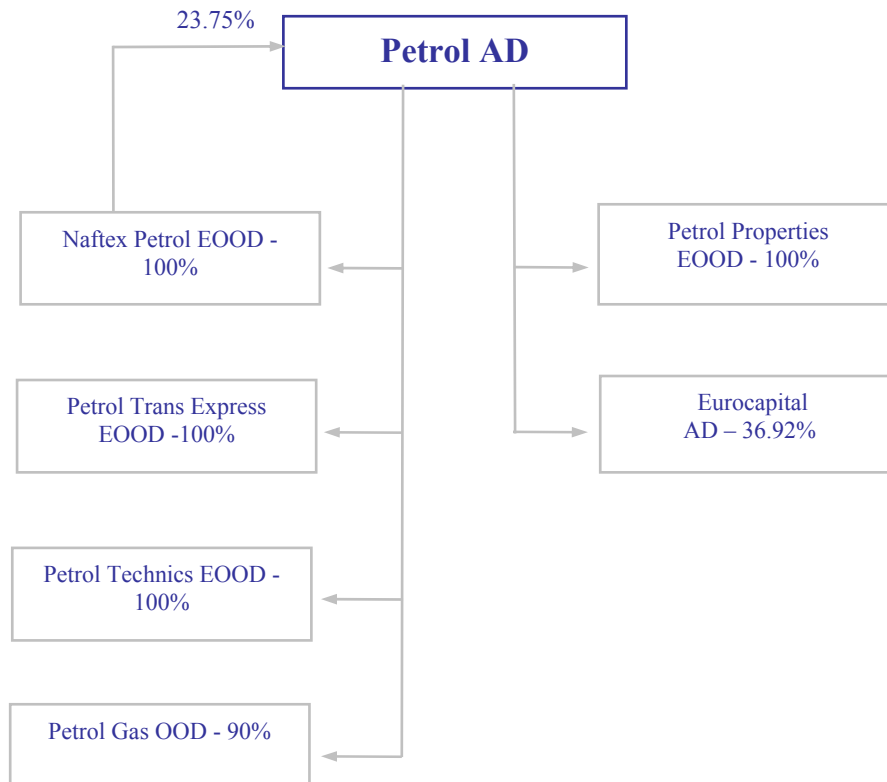 23.75%
Petrol AD
Naftex Petrol EOOD -
100%
Petrol Properties
EOOD - 100%
Petrol Trans Express
EOOD -100%
Eurocapital
AD – 36.92%
Petrol Technics EOOD -
100%
Petrol Gas OOD - 90%